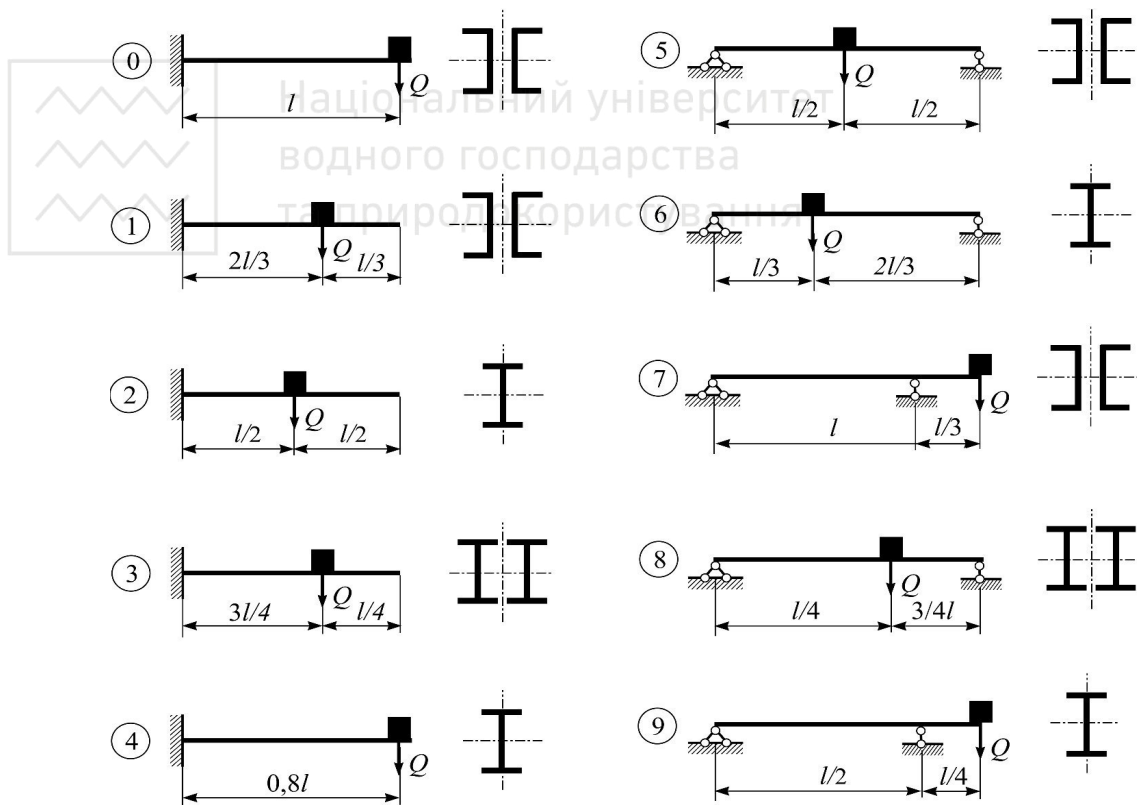 0
Q
l
1
Q
2l/3
l/3
2
Q
l/2
l/2
3
Q
3l/4
l/4
4
Q
0,8l
5
Q
l/2
l/2
6
Q
l/3
2l/3
7
Q
l
l/3
8
Q
l/4
3/4l
9
Q
l/2
l/4
Національний університет
водного господарства
та природокористування